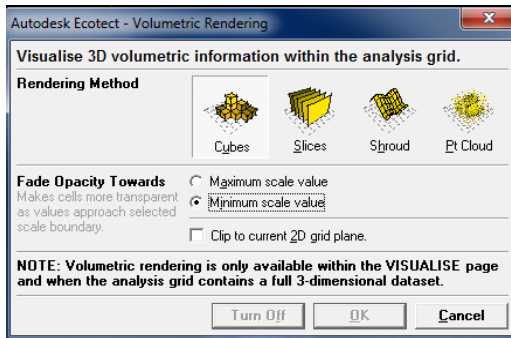 Autodesk Ecotect - Volumetric Rendering
Visualise 3D volumetric information within the analysis grid.
Rendering Method
Cubes Slices Shroud Pt Cloud
Fade Opacity Towards
Makes cells more transparent
as values approach selected
scale boundary.
Maximum scale value
Minimum scale value
Clip to current 2D grid plane.
NOTE: Volumetric rendering is only available within the VISUALISE page
and when the analysis grid contains a full 3-dimensional dataset.
Turn Off OK Cancel